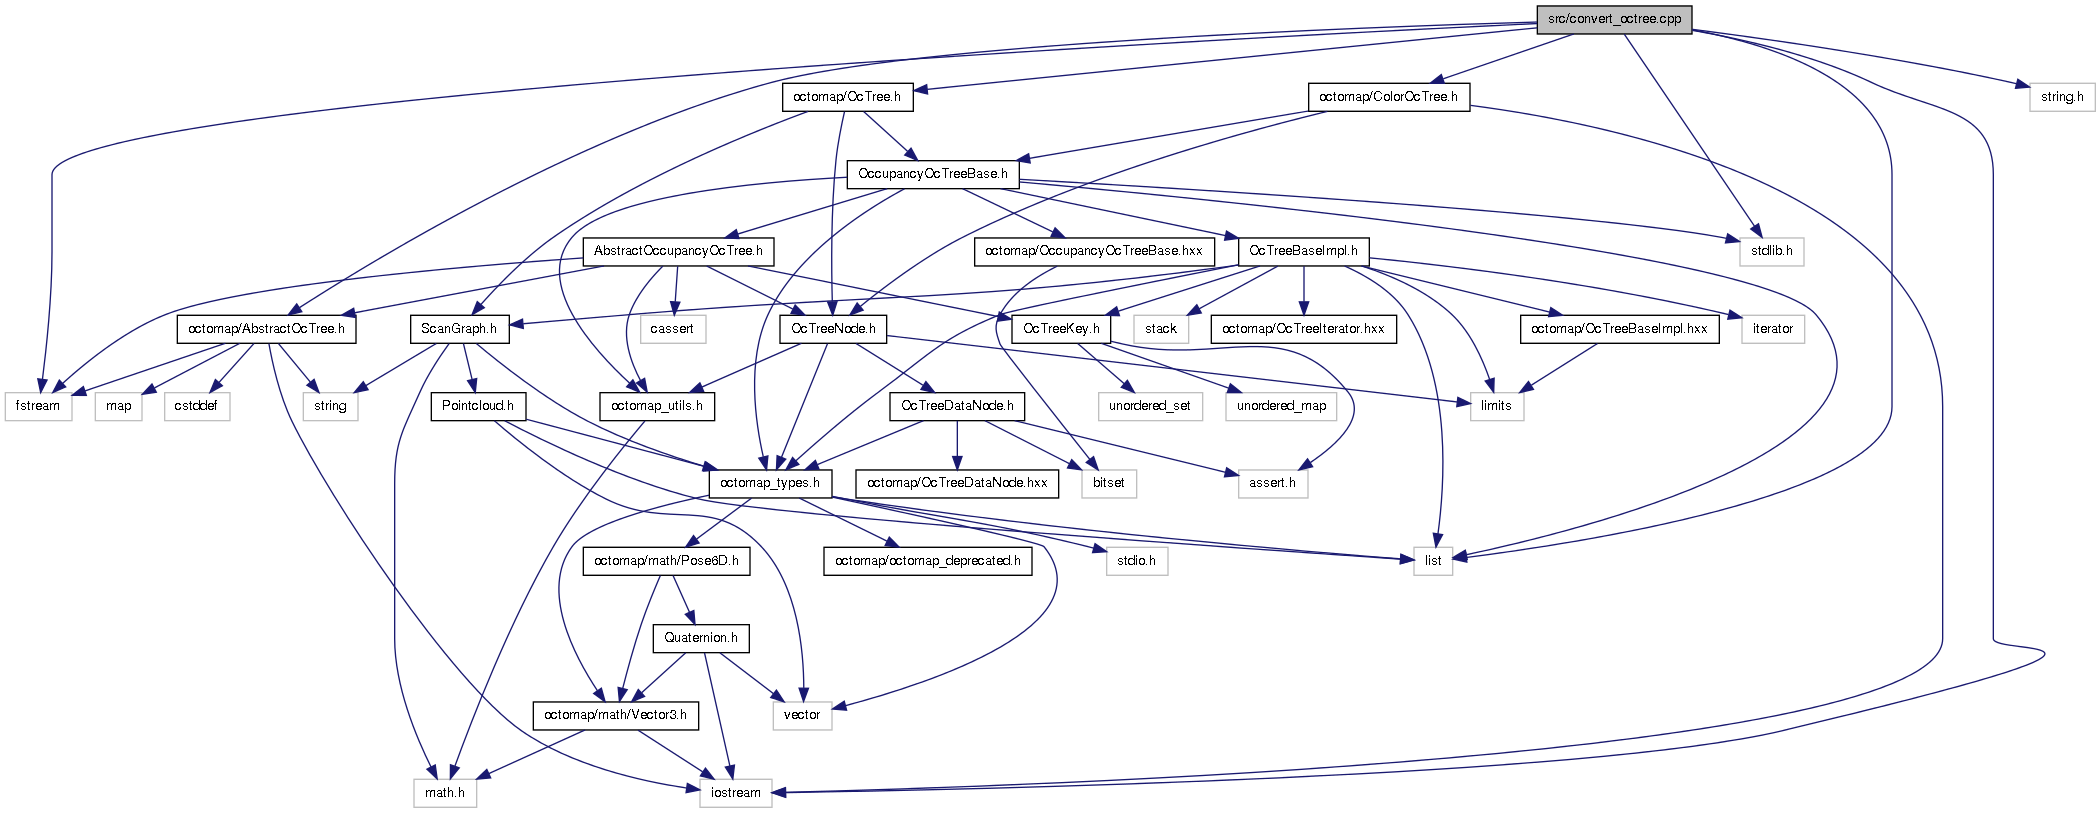 src/convert_octree.cpp
octomap/OcTree.h
octomap/ColorOcTree.h
string.h
OccupancyOcTreeBase.h
AbstractOccupancyOcTree.h
octomap/OccupancyOcTreeBase.hxx
OcTreeBaseImpl.h
stdlib.h
octomap/AbstractOcTree.h
ScanGraph.h
cassert
OcTreeNode.h
OcTreeKey.h
stack
octomap/OcTreeIterator.hxx
octomap/OcTreeBaseImpl.hxx
iterator
fstream
map
cstddef
string
Pointcloud.h
octomap_utils.h
OcTreeDataNode.h
unordered_set
unordered_map
limits
octomap_types.h
octomap/OcTreeDataNode.hxx
bitset
assert.h
octomap/math/Pose6D.h
octomap/octomap_deprecated.h
stdio.h
list
Quaternion.h
octomap/math/Vector3.h
vector
math.h
iostream